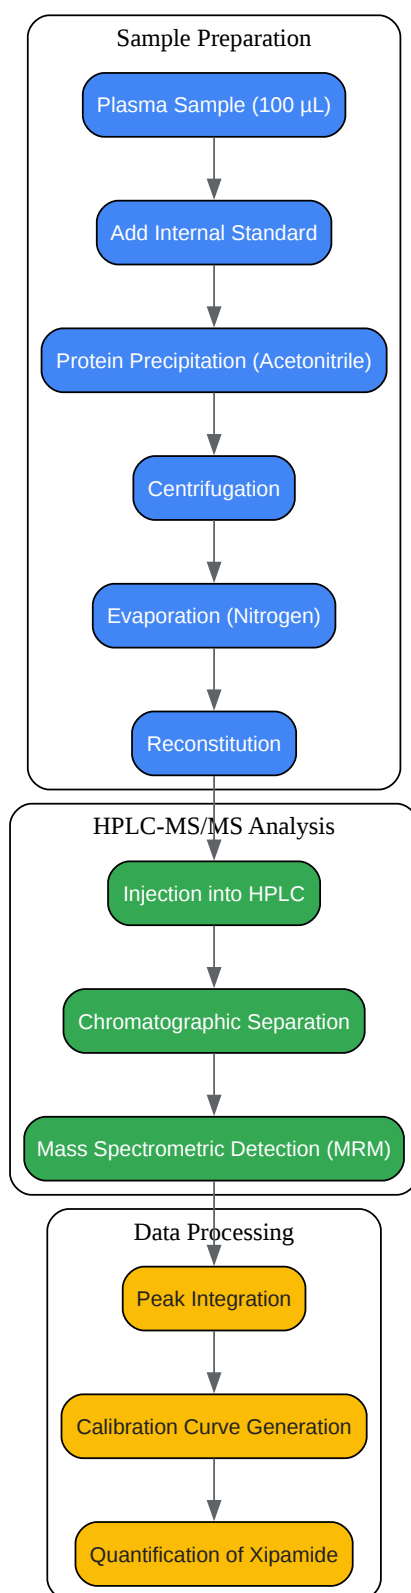 Sample Preparation
Plasma Sample (100 µL)
Add Internal Standard
Protein Precipitation (Acetonitrile)
Centrifugation
Evaporation (Nitrogen)
Reconstitution
HPLC-MS/MS Analysis
Injection into HPLC
Chromatographic Separation
Mass Spectrometric Detection (MRM)
Data Processing
Peak Integration
Calibration Curve Generation
Quantification of Xipamide